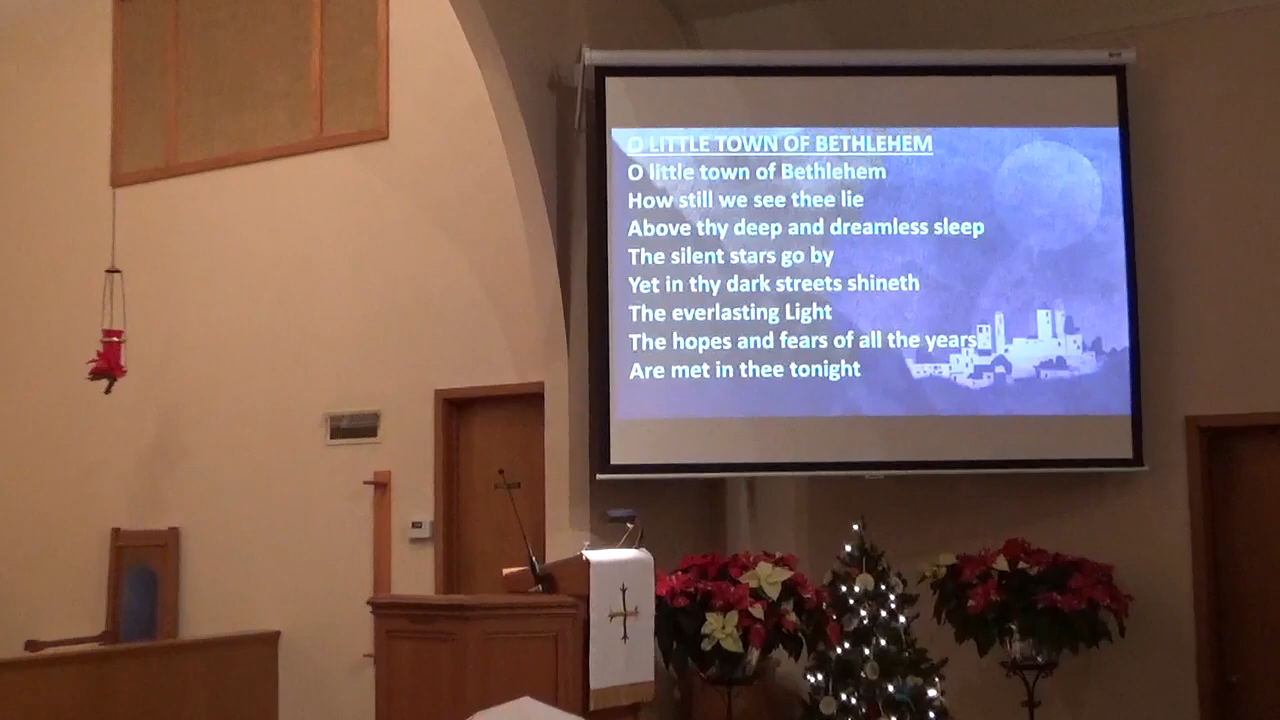 O LITTLE TOWN OF BETHLEHEM
O little town of Bethlehem
How still we see thee lie
Above thy deep and dreamless sleep
The silent stars go by
Yet in thy dark streets shineth
The everlasting Light
The hopes and fears of all the years
Are met in thee tonight